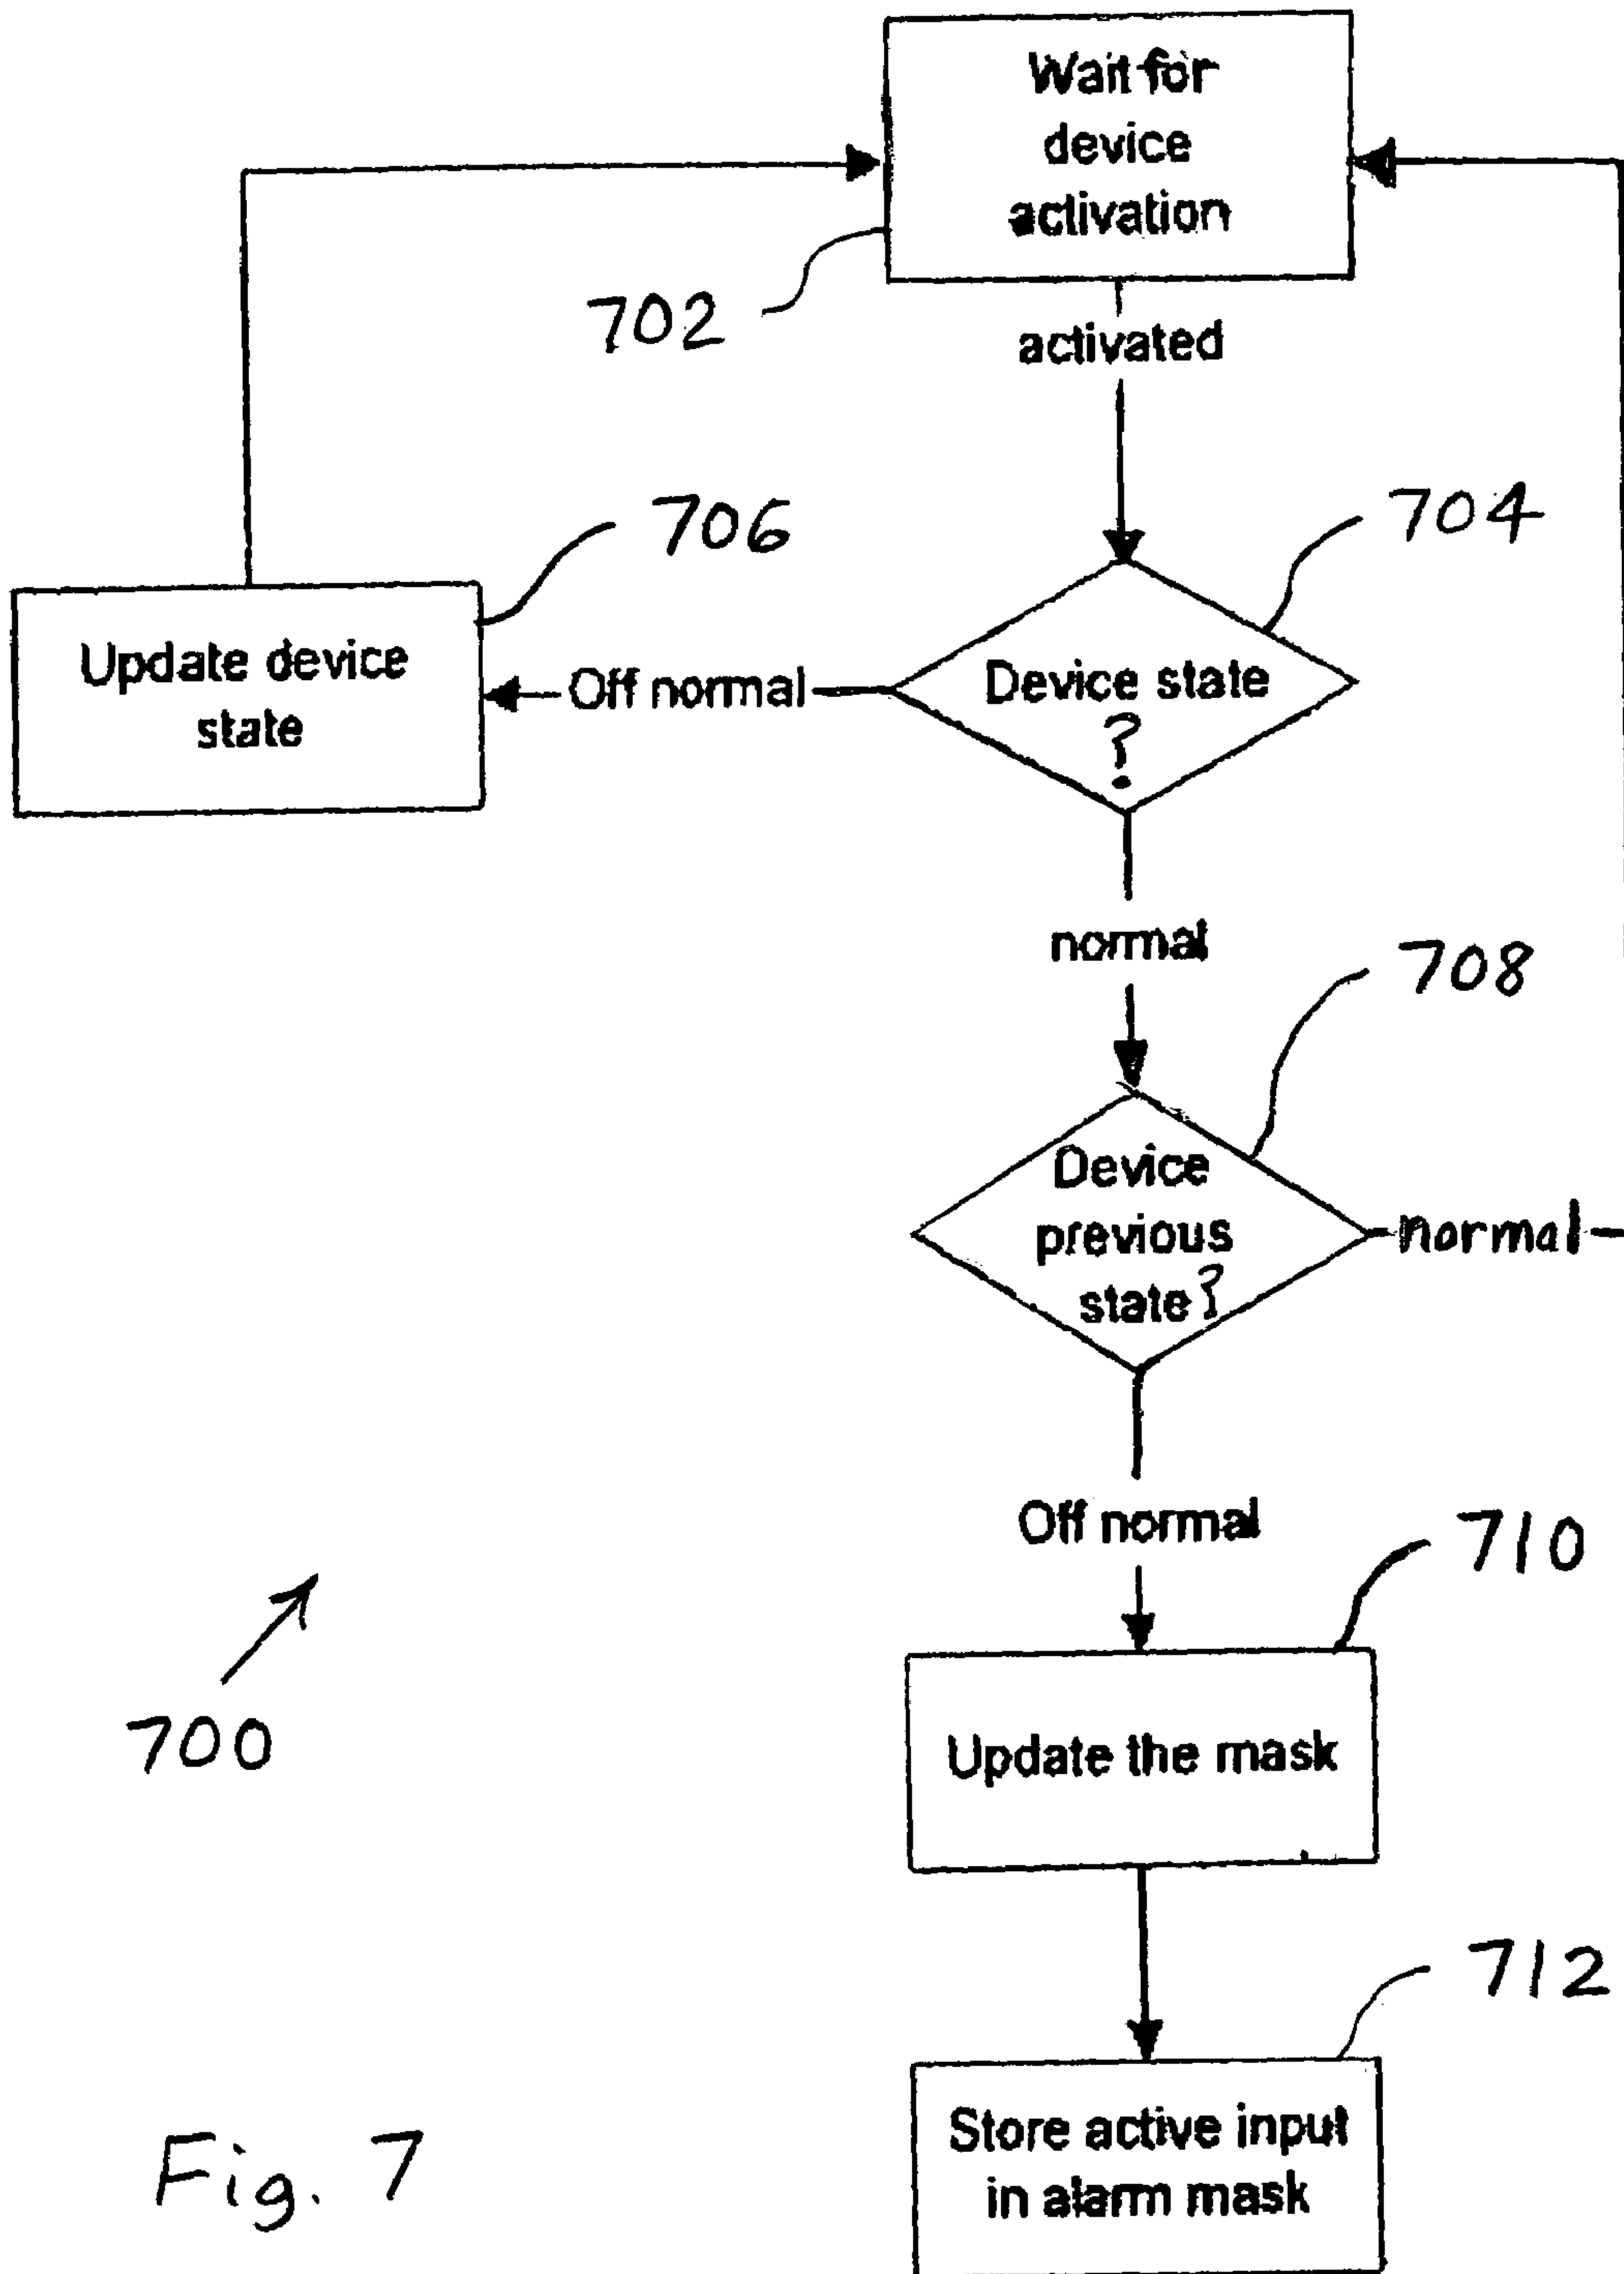 Wait for
device
activation
702
activated
706
704
Update device
state
Off normal
Device state
?
normal
708
Device
previous
state?
normal
Off normal
710
700
Update the mask
712
Store active input
in alarm mask
Fig. 7